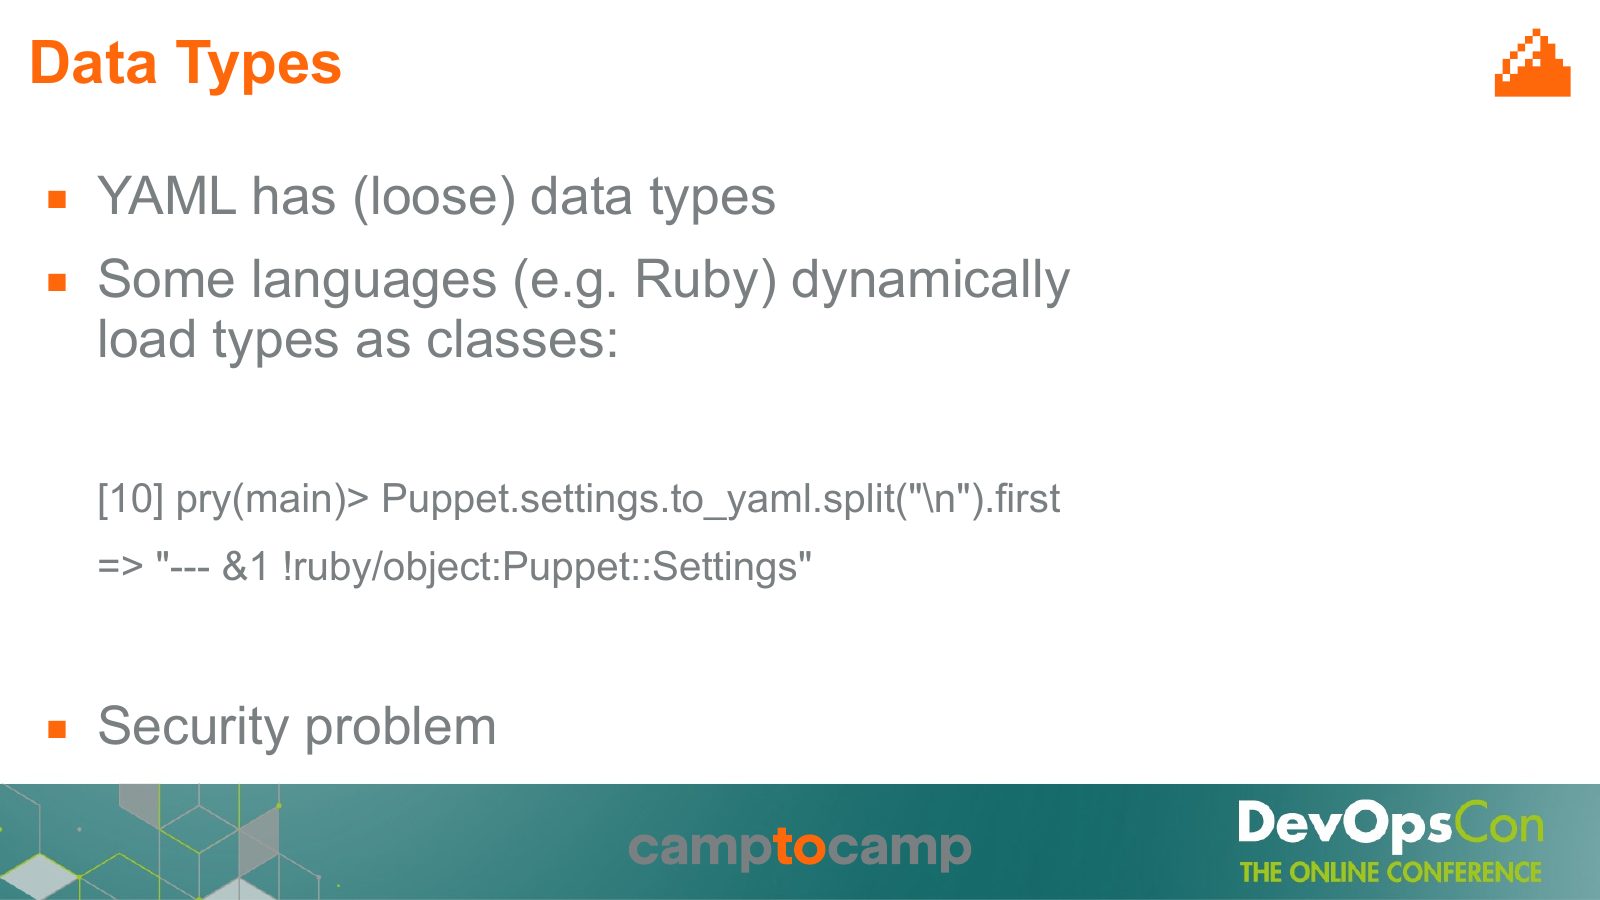 Data Types
YAML has (loose) data types
Some languages (e.g. Ruby) dynamically
load types as classes:
[10] pry(main)> Puppet.settings.to_yaml.split("\n").first
=> "--- &1 !ruby/object:Puppet::Settings"
Security problem
camptocamp
DevOpsCon
THE ONLINE CONFERENCE